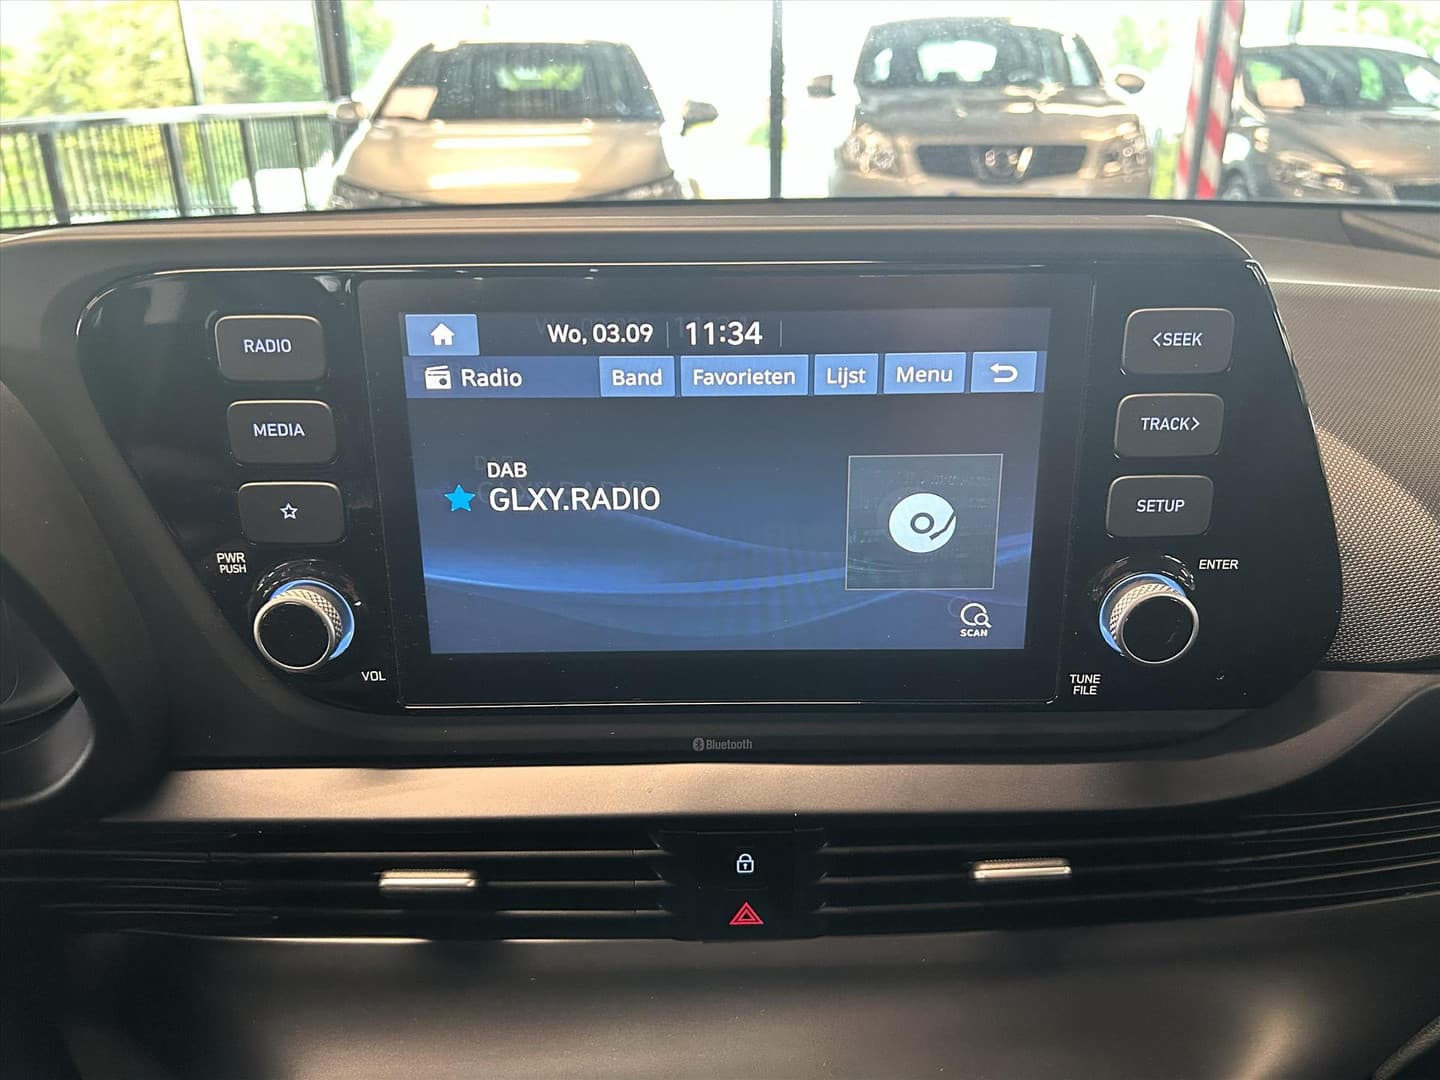 Wo, 03.09 11:34
Radio Band Favorieten Lijst Menu
DAB
GLXY.RADIO
SCAN
RADIO
MEDIA
PWR
PUSH
VOL
<SEEK
TRACK>
SETUP
ENTER
TUNE
FILE
Bluetooth